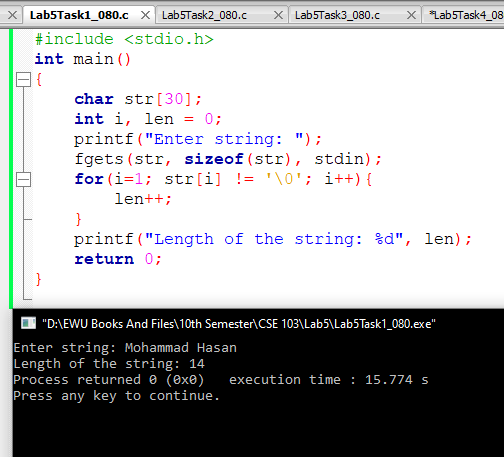 Lab5Task1_080.c × Lab5Task2_080.c × Lab5Task3_080.c × *Lab5Task4_08
#include <stdio.h>
int main()
{
char str[30];
int i, len = 0;
printf("Enter string: ");
fgets(str, sizeof(str), stdin);
for(i=1; str[i] != '\0'; i++){
len++;
}
printf("Length of the string: %d", len);
return 0;
}
"D:\EWU Books And Files\10th Semester\CSE 103\Lab5\Lab5Task1_080.exe"
Enter string: Mohammad Hasan
Length of the string: 14
Process returned 0 (0x0)   execution time : 15.774 s
Press any key to continue.